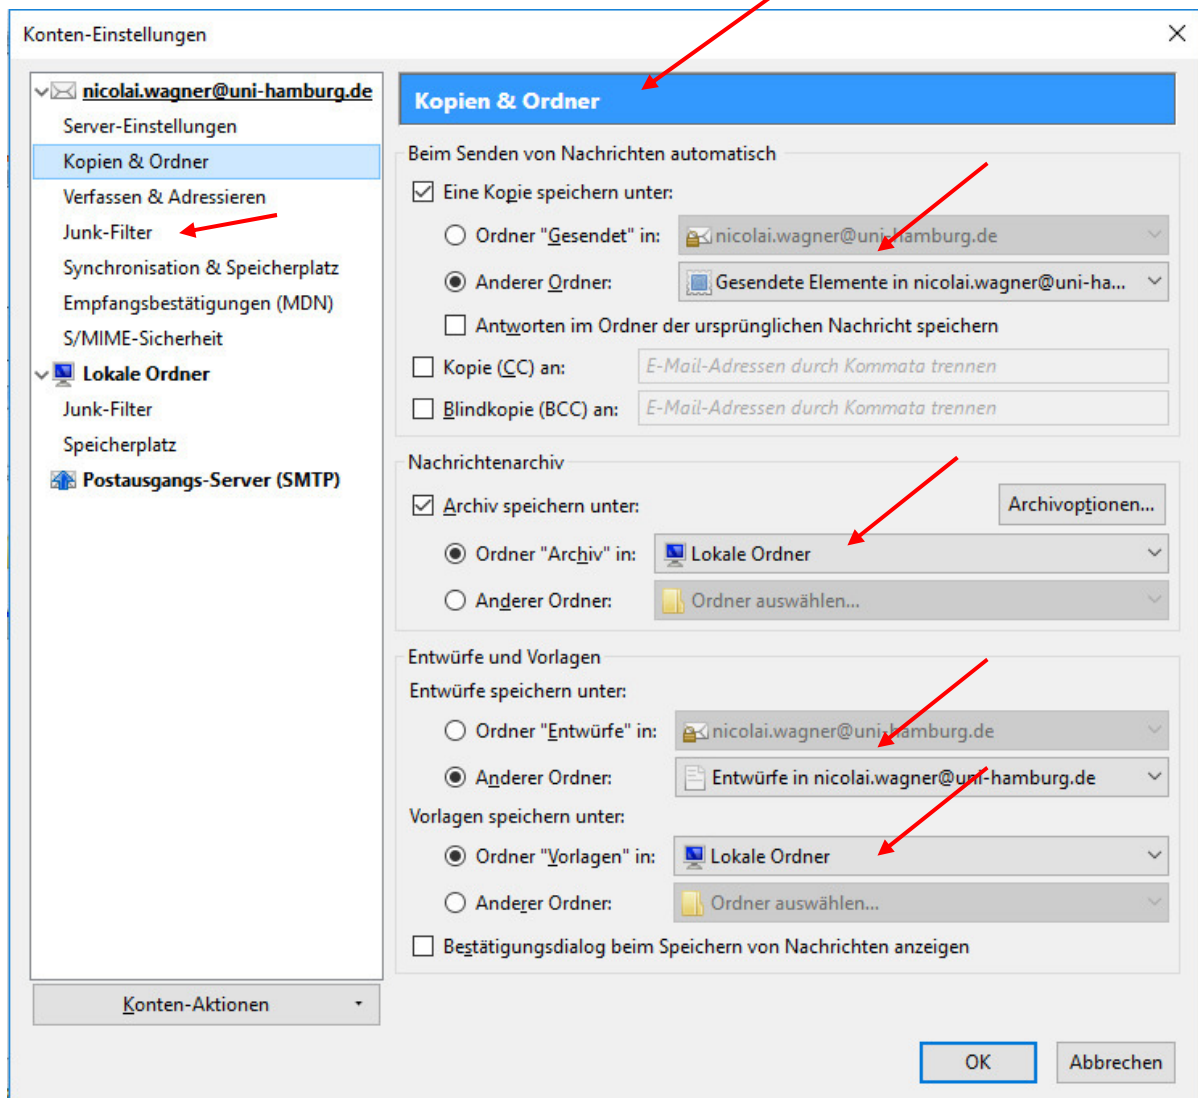 Konten-Einstellungen
nicolai.wagner@uni-hamburg.de
Server-Einstellungen
Kopien & Ordner
Verfassen & Adressieren
Junk-Filter
Synchronisation & Speicherplatz
Empfangsbestätigungen (MDN)
S/MIME-Sicherheit
Lokale Ordner
Junk-Filter
Speicherplatz
Postausgangs-Server (SMTP)
Konten-Aktionen
Kopien & Ordner
Beim Senden von Nachrichten automatisch
Eine Kopie speichern unter:
Ordner "Gesendet" in: nicolai.wagner@uni-hamburg.de
Anderer Ordner: Gesendete Elemente in nicolai.wagner@uni-ha...
Antworten im Ordner der ursprünglichen Nachricht speichern
Kopie (CC) an: E-Mail-Adressen durch Kommata trennen
Blindkopie (BCC) an: E-Mail-Adressen durch Kommata trennen
Nachrichtenarchiv
Archiv speichern unter: Archivoptionen...
Ordner "Archiv" in: Lokale Ordner
Anderer Ordner: Ordner auswählen...
Entwürfe und Vorlagen
Entwürfe speichern unter:
Ordner "Entwürfe" in: nicolai.wagner@uni-hamburg.de
Anderer Ordner: Entwürfe in nicolai.wagner@uni-hamburg.de
Vorlagen speichern unter:
Ordner "Vorlagen" in: Lokale Ordner
Anderer Ordner: Ordner auswählen...
Bestätigungsdialog beim Speichern von Nachrichten anzeigen
OK Abbrechen